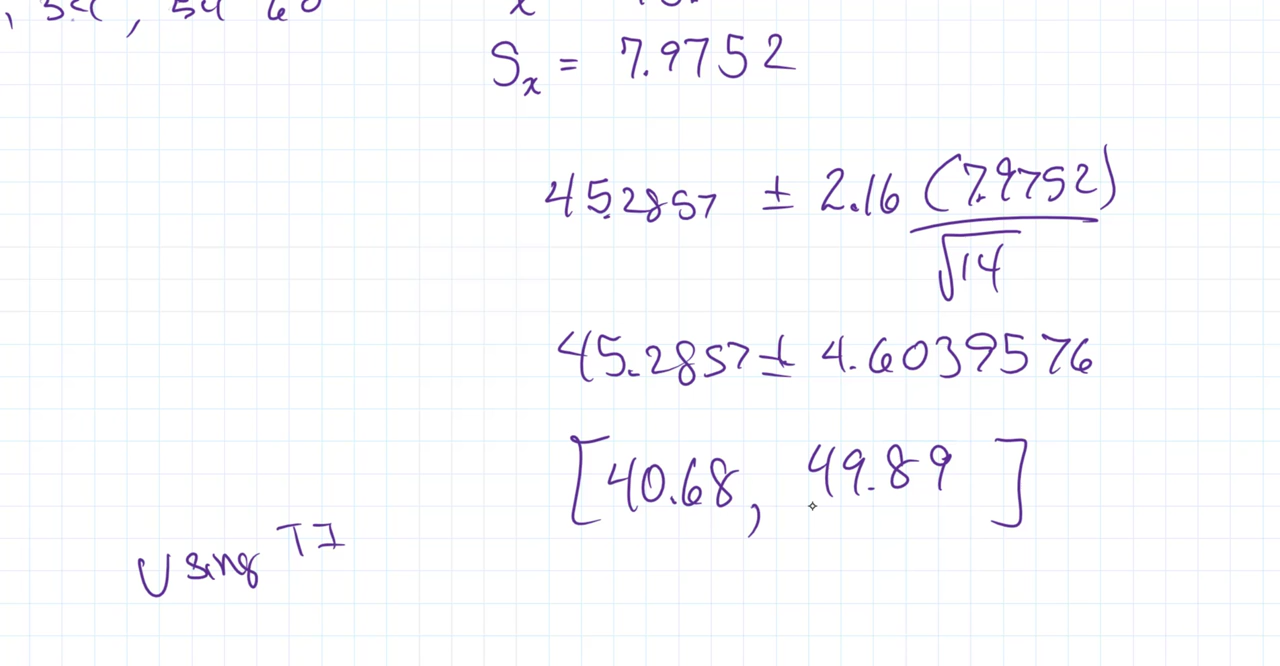 S_x = 7.9752
45.2857 ± 2.16 (7.9752)
√14
45.2857 ± 4.6039576
[40.68, 49.89]
Using TI